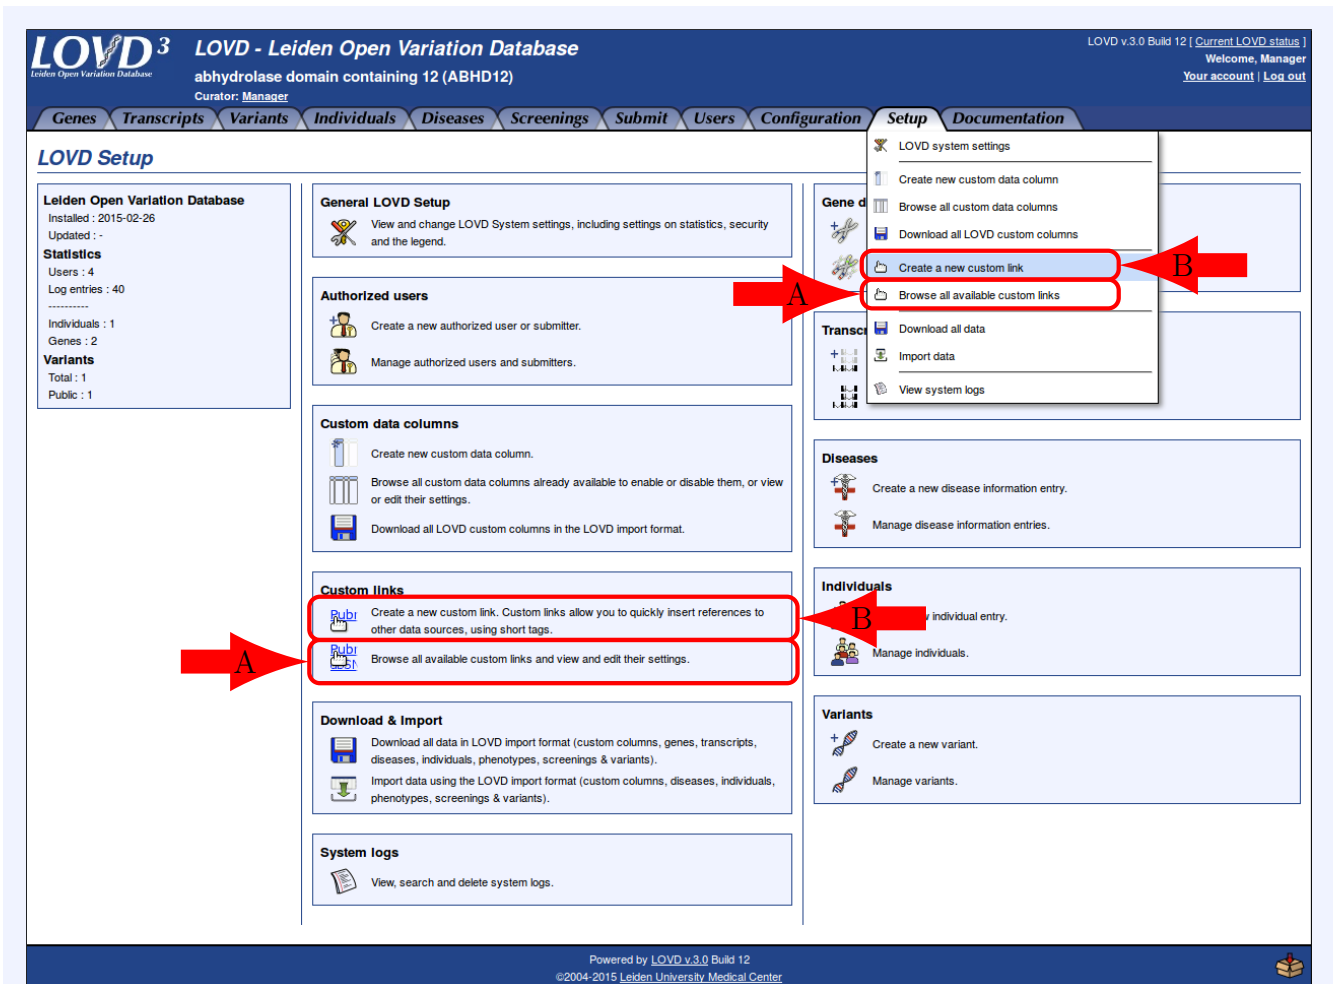 LOVD3
Leiden Open Variation Database
LOVD - Leiden Open Variation Database
abhydrolase domain containing 12 (ABHD12)
Curator: Manager
LOVD v.3.0 Build 12 [ Current LOVD status ]
Welcome, Manager
Your account | Log out
Genes Transcripts Variants Individuals Diseases Screenings Submit Users Configuration Setup Documentation
LOVD Setup
Leiden Open Variation Database
Installed : 2015-02-26
Updated : -
Statistics
Users : 4
Log entries : 40
----------
Individuals : 1
Genes : 2
Variants
Total : 1
Public : 1
General LOVD Setup
View and change LOVD System settings, including settings on statistics, security
and the legend.
Authorized users
Create a new authorized user or submitter.
Manage authorized users and submitters.
Custom data columns
Create new custom data column.
Browse all custom data columns already available to enable or disable them, or view
or edit their settings.
Download all LOVD custom columns in the LOVD import format.
Custom links
Create a new custom link. Custom links allow you to quickly insert references to
other data sources, using short tags.
Browse all available custom links and view and edit their settings.
A
B
Download & Import
Download all data in LOVD import format (custom columns, genes, transcripts,
diseases, individuals, phenotypes, screenings & variants).
Import data using the LOVD import format (custom columns, diseases, individuals,
phenotypes, screenings & variants).
System logs
View, search and delete system logs.
LOVD system settings
Create new custom data column
Browse all custom data columns
Download all LOVD custom columns
Create a new custom link
Browse all available custom links
Download all data
Import data
View system logs
A
B
Gene d
Transcr
Diseases
Create a new disease information entry.
Manage disease information entries.
Individuals
individual entry.
Manage individuals.
Variants
Create a new variant.
Manage variants.
Powered by LOVD v.3.0 Build 12
©2004-2015 Leiden University Medical Center